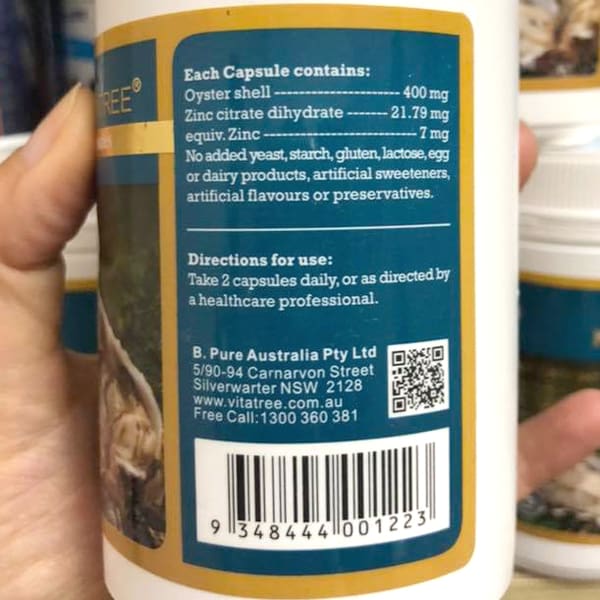 TREE®
Each Capsule contains:
Oyster shell -------------------- 400 mg
Zinc citrate dihydrate ------- 21.79 mg
equiv. Zinc ------------------------ 7 mg
No added yeast, starch, gluten, lactose, egg
or dairy products, artificial sweeteners,
artificial flavours or preservatives.
Directions for use:
Take 2 capsules daily, or as directed by
a healthcare professional.
B. Pure Australia Pty Ltd
5/90-94 Carnarvon Street
Silverwarter NSW 2128
www.vitatree.com.au
Free Call: 1300 360 381
9 348444 001223